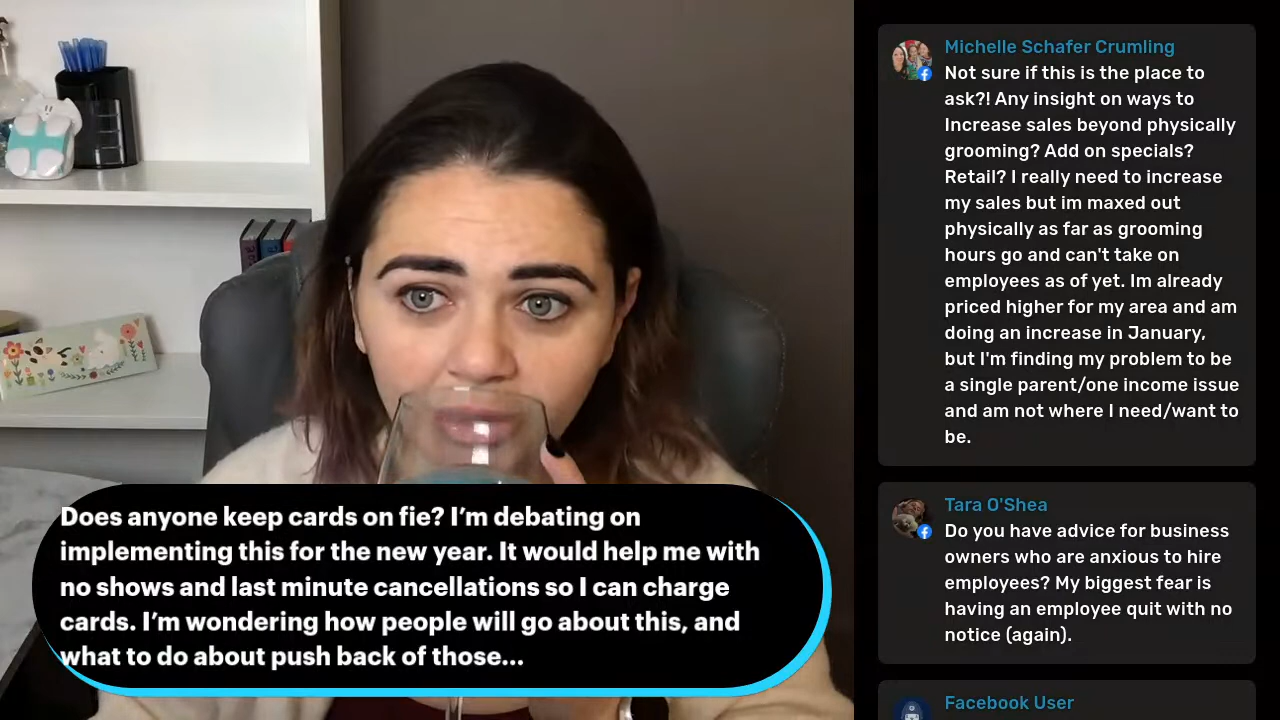 Does anyone keep cards on fie? I'm debating on
implementing this for the new year. It would help me with
no shows and last minute cancellations so I can charge
cards. I'm wondering how people will go about this, and
what to do about push back of those...
Michelle Schafer Crumling
Not sure if this is the place to
ask?! Any insight on ways to
Increase sales beyond physically
grooming? Add on specials?
Retail? I really need to increase
my sales but im maxed out
physically as far as grooming
hours go and can't take on
employees as of yet. Im already
priced higher for my area and am
doing an increase in January,
but I'm finding my problem to be
a single parent/one income issue
and am not where I need/want to
be.
Tara O'Shea
Do you have advice for business
owners who are anxious to hire
employees? My biggest fear is
having an employee quit with no
notice (again).
Facebook User